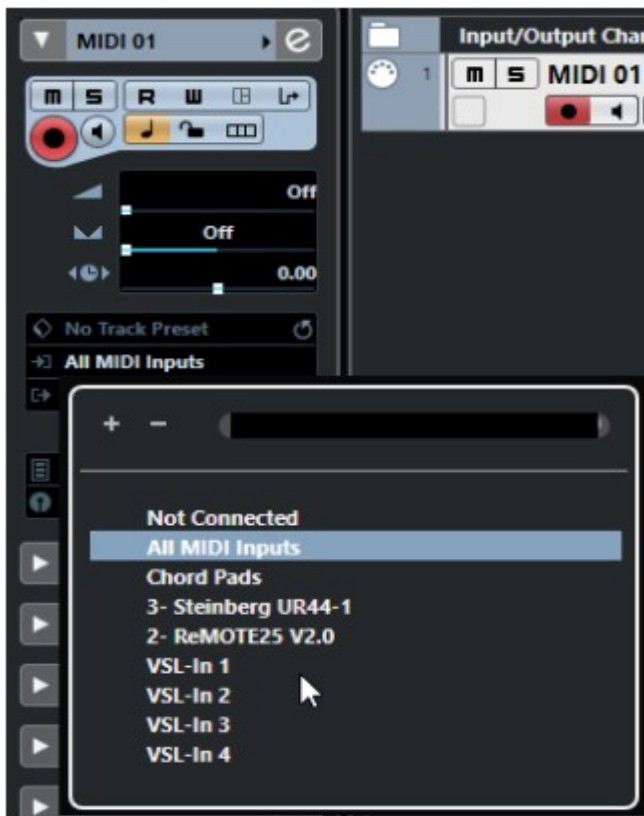 MIDI 01
m S R W
Off
Off
0.00
No Track Preset
All MIDI Inputs
Input/Output Char
1 m S MIDI 01
+ −
Not Connected
All MIDI Inputs
Chord Pads
3- Steinberg UR44-1
2- ReMOTE25 V2.0
VSL-In 1
VSL-In 2
VSL-In 3
VSL-In 4